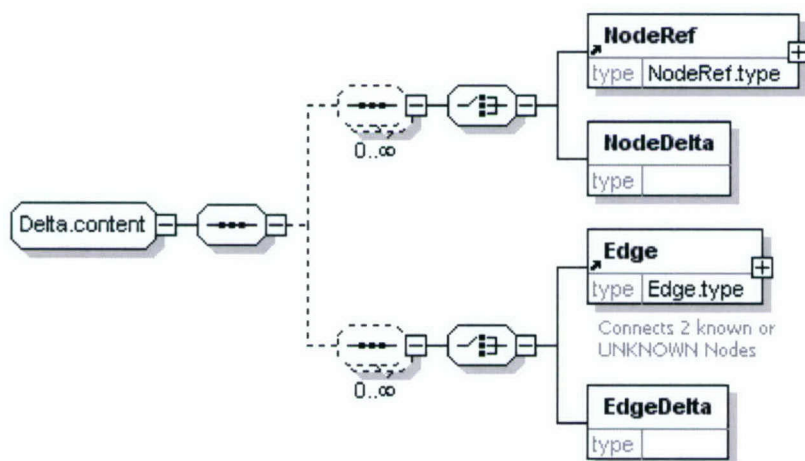 NodeRef
type NodeRef.type
0..∞
NodeDelta
type
Delta.content
Edge
type Edge.type
Connects 2 known or
UNKNOWN Nodes
0..∞
EdgeDelta
type